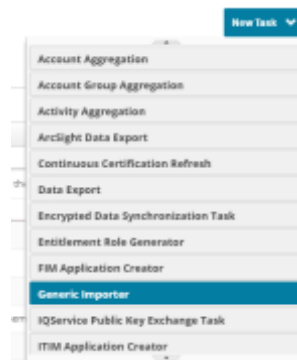 New Task
Account Aggregation
Account Group Aggregation
Activity Aggregation
ArcSight Data Export
Continuous Certification Refresh
Data Export
Encrypted Data Synchronization Task
Entitlement Role Generator
FIM Application Creator
Generic Importer
IQService Public Key Exchange Task
ITIM Application Creator